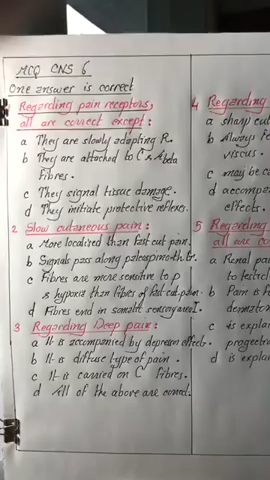 MCQ CNS 6
One answer is correct
Regarding pain receptors,
all are correct except:
a They are slowly adapting R.
b They are attached to C & A beta
Fibres.
c They signal tissue damage.
d They initiate protective reflexes.
2 Slow cutaneous pain:
a More localized than fast cut pain.
b Signals pass along paleospinoth. tr.
c Fibres are more sensitive to p
& hypoxia than fibres of fast cut. pain
d Fibres end in somatic sensory area I.
3 Regarding Deep pain:
a It is accompanied by depressor effects.
b It is diffuse type of pain.
c It is carried on C fibres.
d All of the above are correct.
4 Regarding
a sharp cut
b Always
viscus.
c may be
d accompa
effects.
5 Regarding
all are co
a Renal pai
to testicl
b Pain is
dermato
c is explai
d is explai